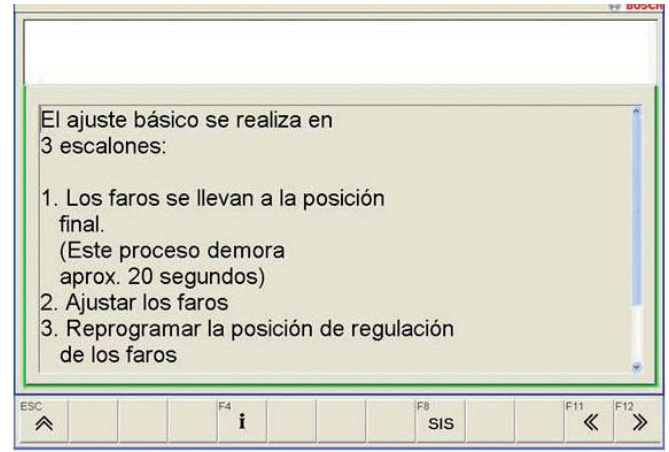 BOSCH
El ajuste básico se realiza en
3 escalones:
1. Los faros se llevan a la posición
final.
(Este proceso demora
aprox. 20 segundos)
2. Ajustar los faros
3. Reprogramar la posición de regulación
de los faros
ESC F4 i F8 SIS F11 F12